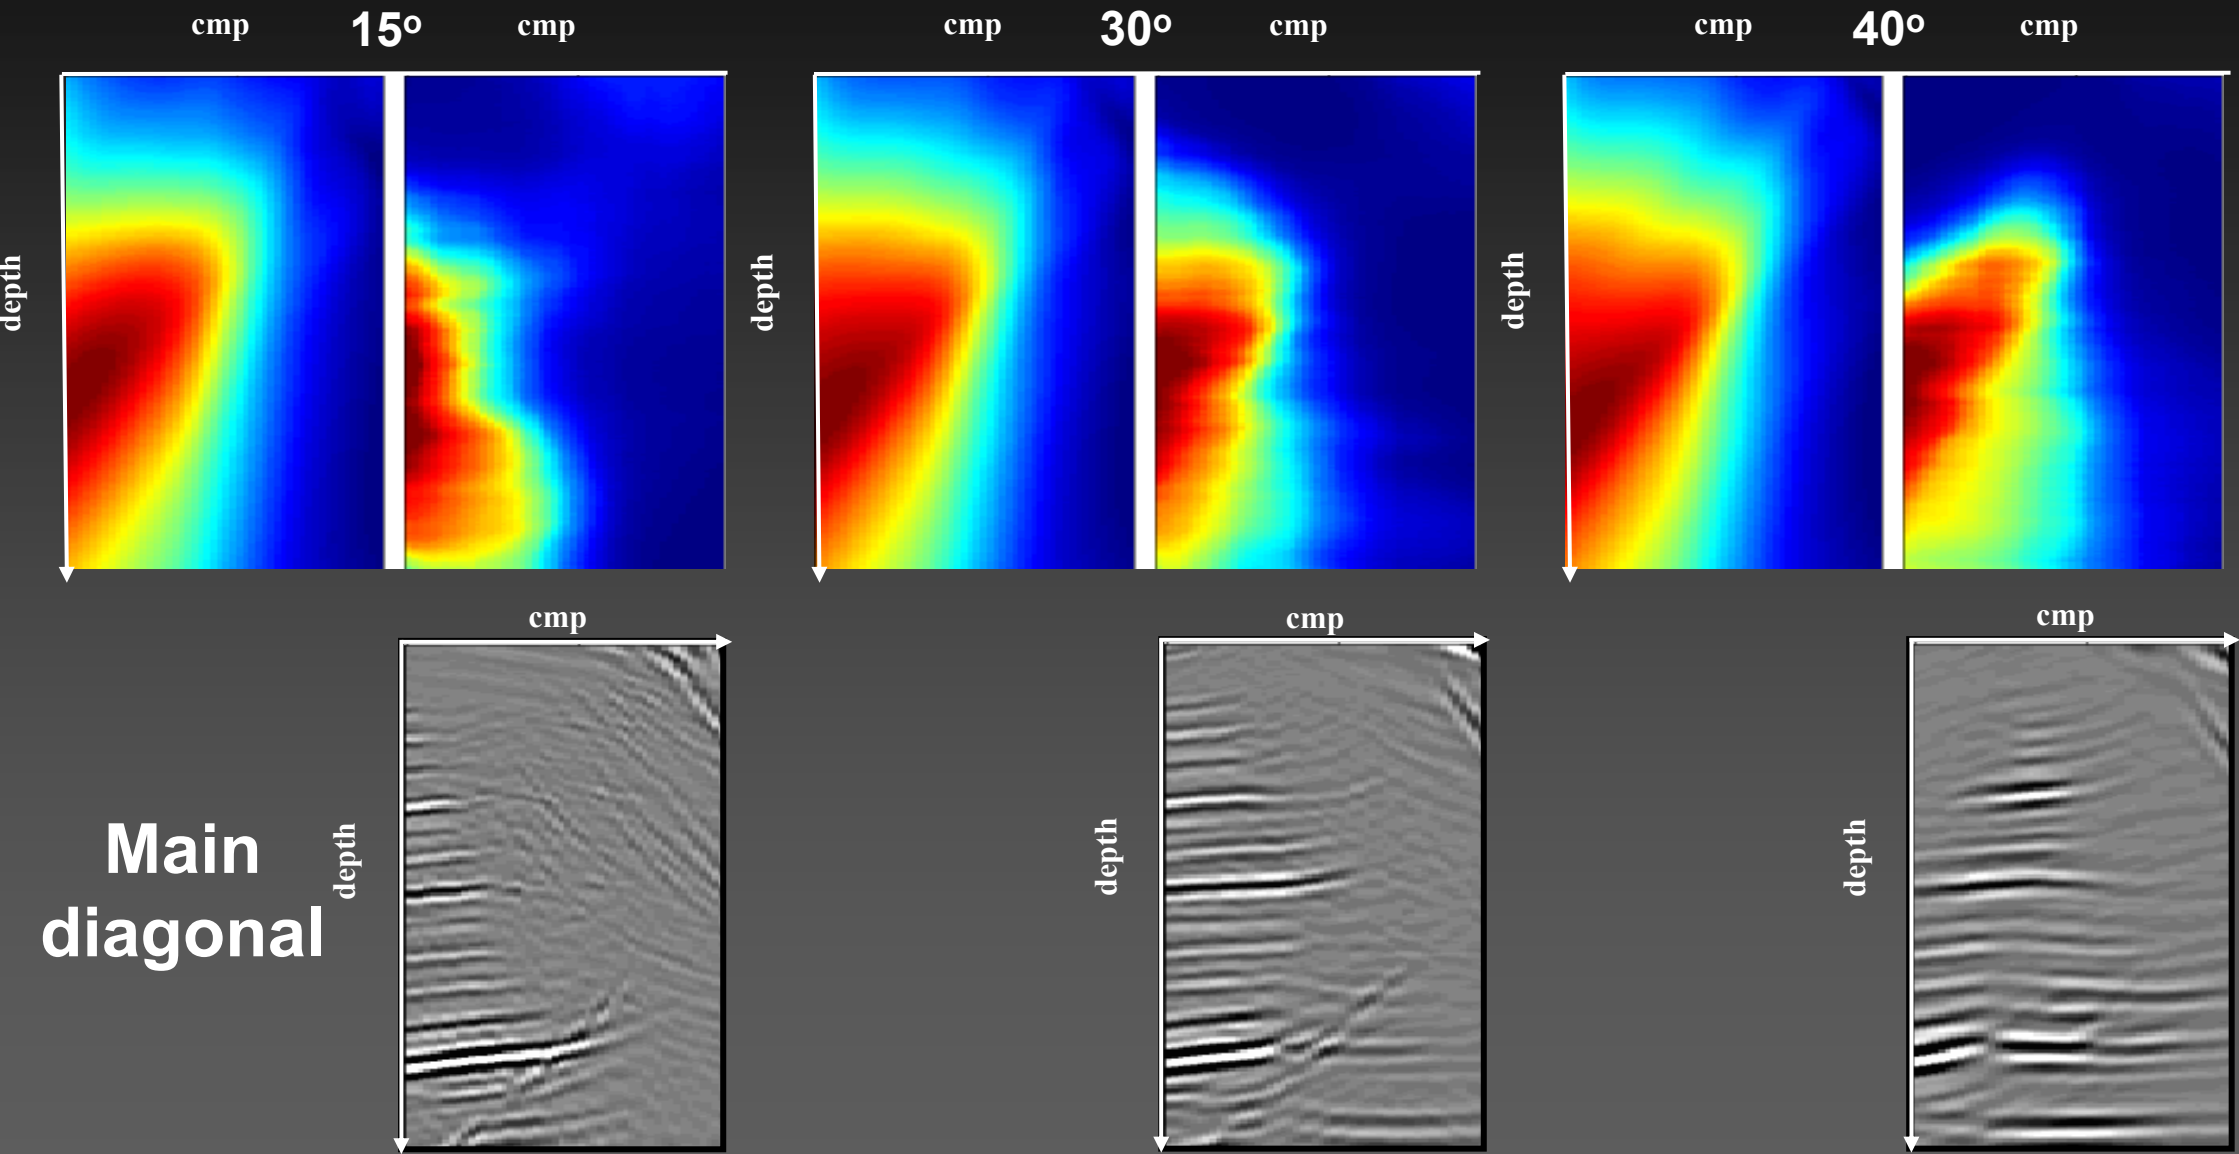 cmp 15º cmp
cmp 30º cmp
cmp 40º cmp
depth
depth
depth
cmp
cmp
cmp
Main
diagonal
depth
depth
depth